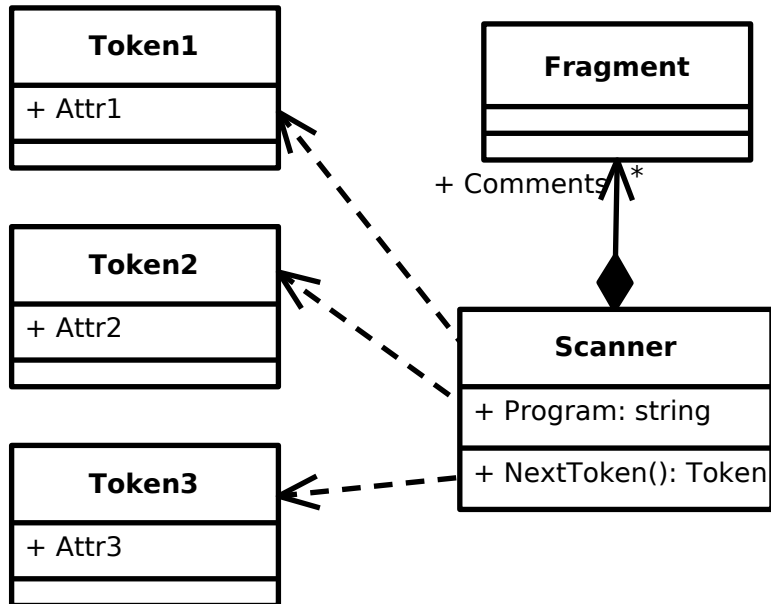 Token1
+ Attr1
Token2
+ Attr2
Token3
+ Attr3
Fragment
+ Comments
*
Scanner
+ Program: string
+ NextToken(): Token